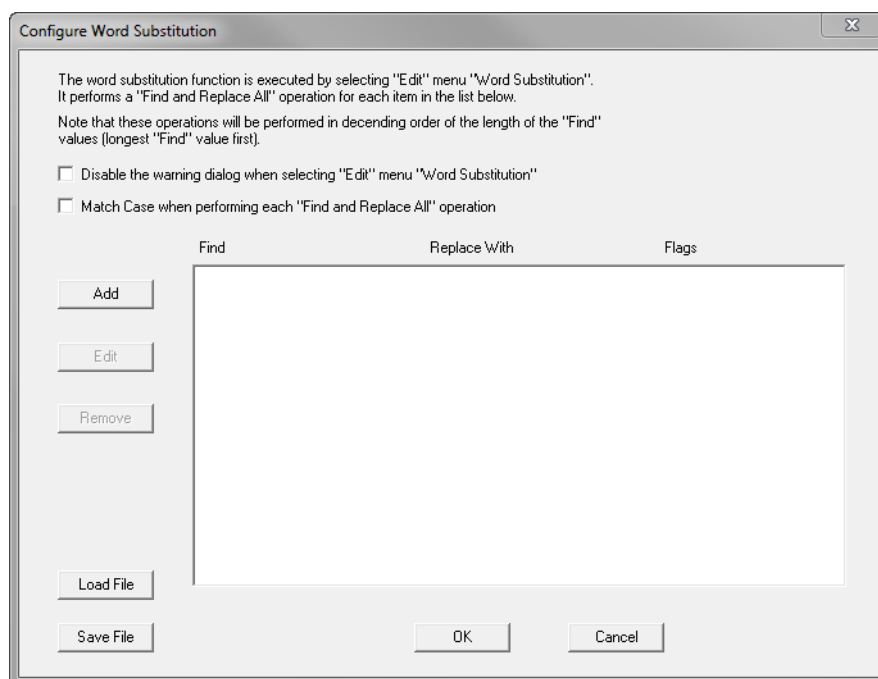 Configure Word Substitution
The word substitution function is executed by selecting "Edit" menu "Word Substitution".
It performs a "Find and Replace All" operation for each item in the list below.
Note that these operations will be performed in decending order of the length of the "Find"
values (longest "Find" value first).
Disable the warning dialog when selecting "Edit" menu "Word Substitution"
Match Case when performing each "Find and Replace All" operation
Find Replace With Flags
Add
Edit
Remove
Load File
Save File OK Cancel